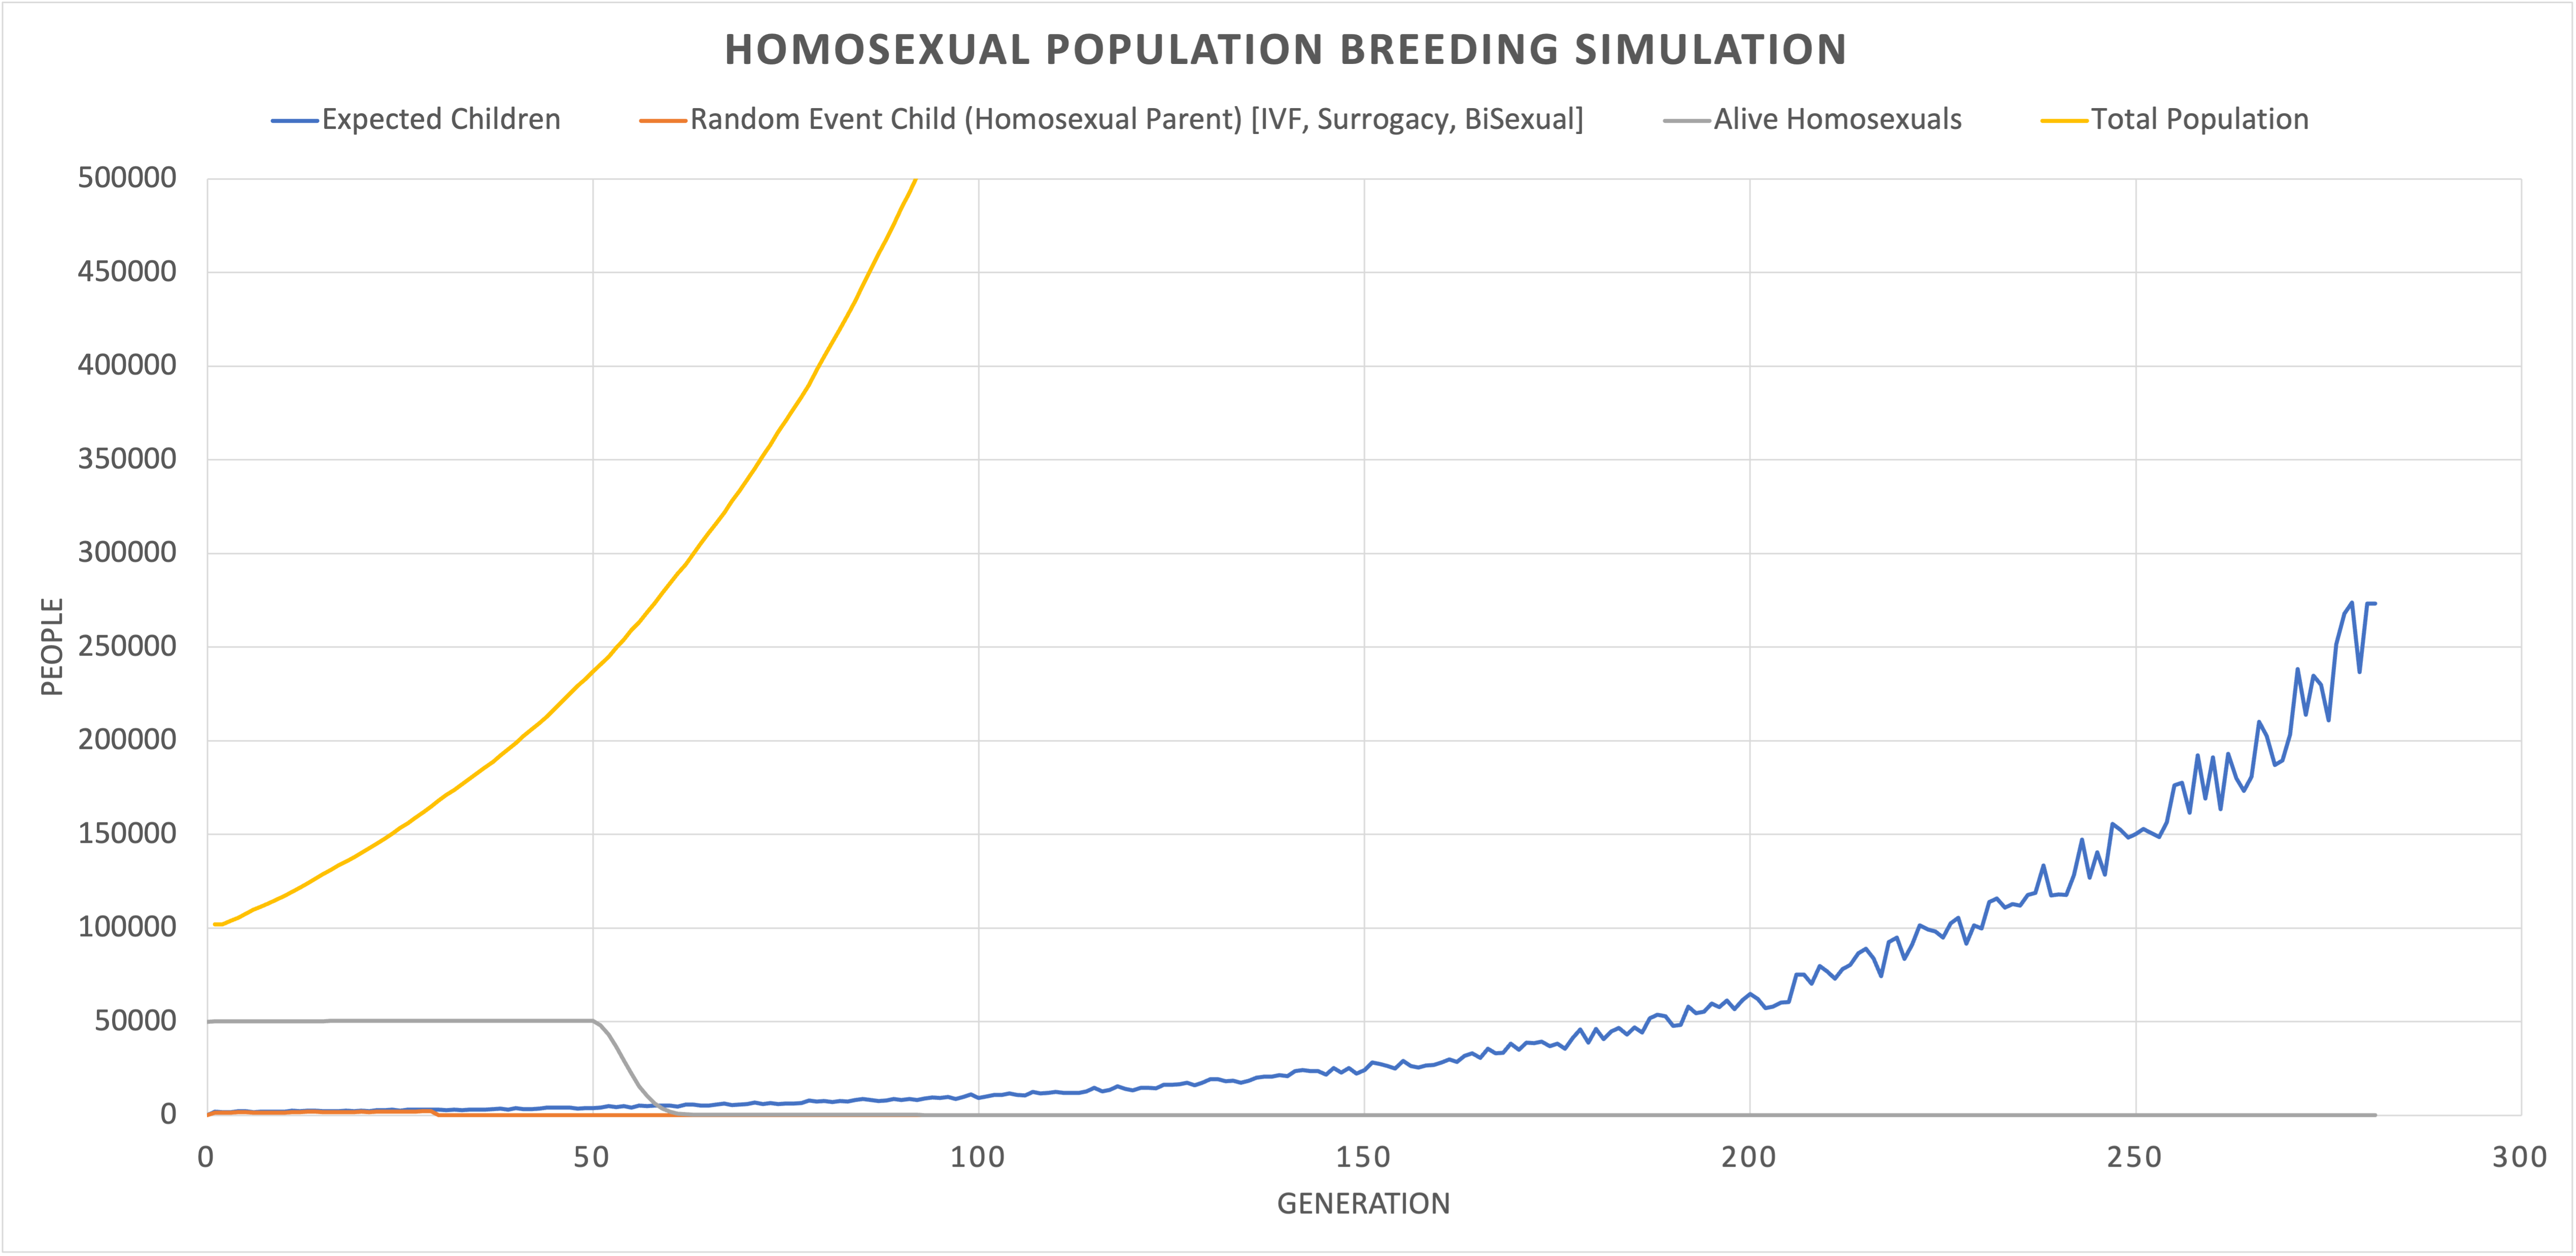 HOMOSEXUAL POPULATION BREEDING SIMULATION
Expected Children Random Event Child (Homosexual Parent) [IVF, Surrogacy, BiSexual] Alive Homosexuals Total Population
500000
450000
400000
350000
300000
250000
200000
150000
100000
50000
0
PEOPLE
0 50 100 150 200 250 300
GENERATION